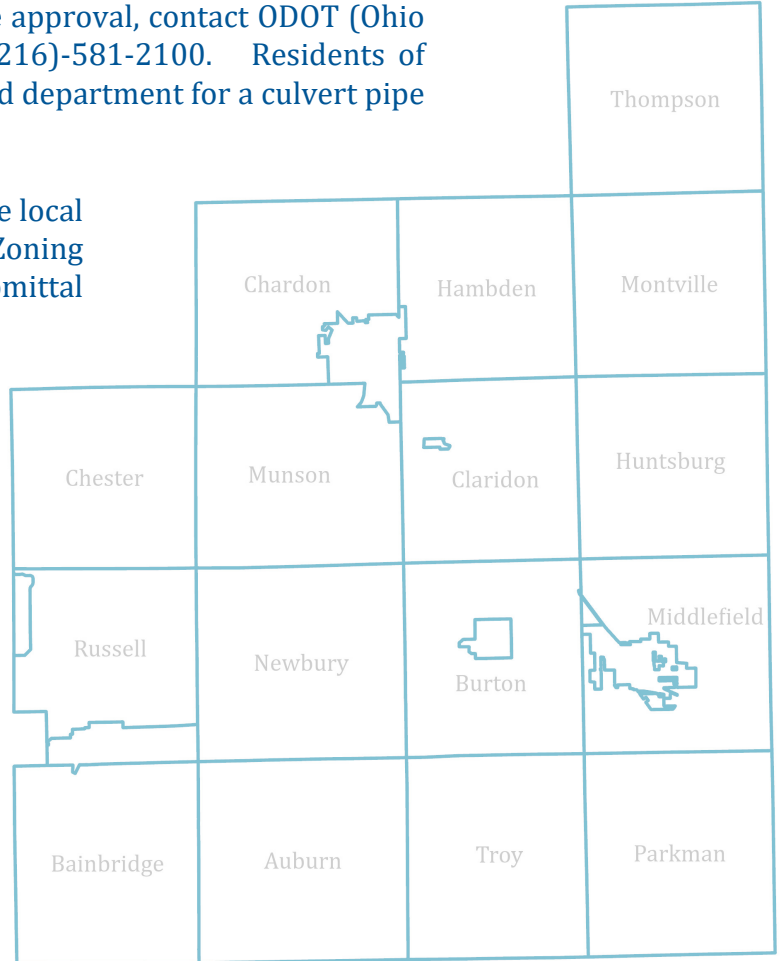 e approval, contact ODOT (Ohio
216)-581-2100. Residents of
d department for a culvert pipe
e local
Zoning
mittal
Thompson
Chardon
Hambden
Montville
Chester
Munson
Claridon
Huntsburg
Russell
Newbury
Burton
Middlefield
Bainbridge
Auburn
Troy
Parkman